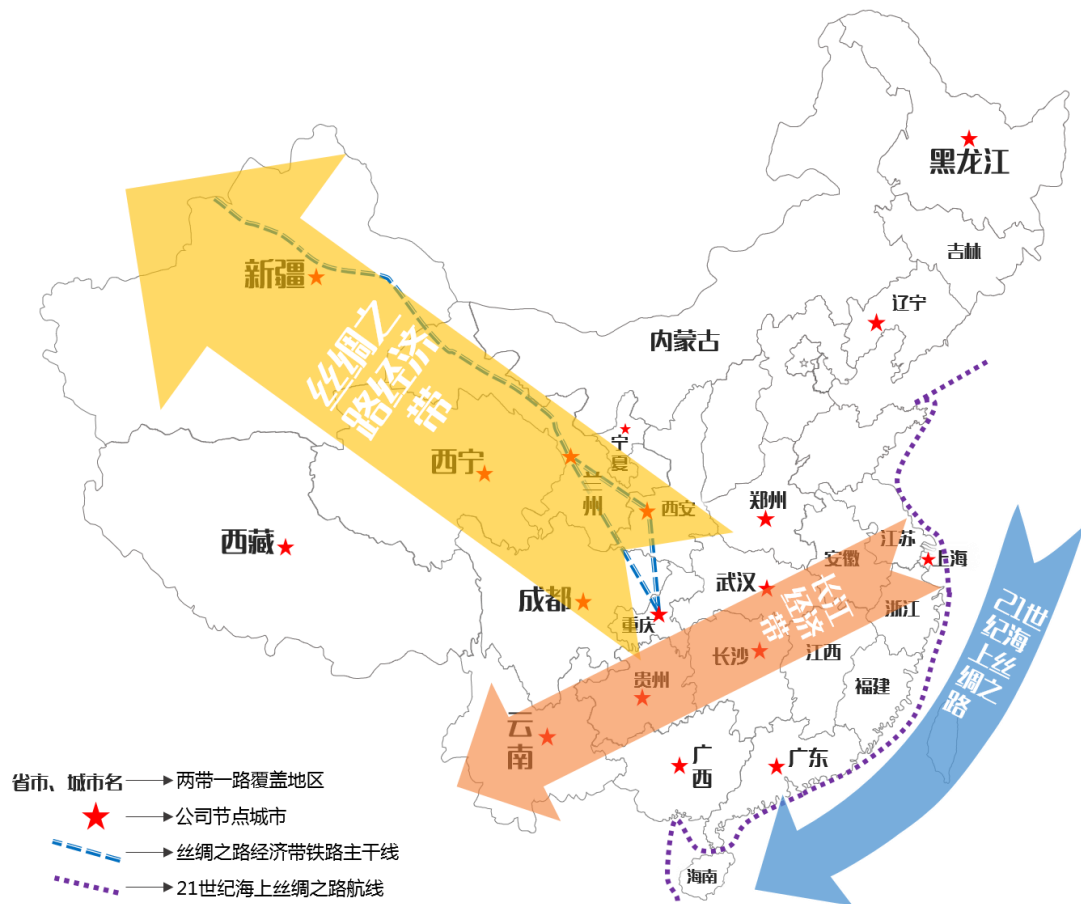 黑龙江
吉林
辽宁
内蒙古
新疆
丝绸之
路经济
带
宁
夏
西宁
兰
州
西安
郑州
西藏
江苏
安徽
上海
成都
武汉
长江
经济
带
浙江
21世
纪海
上丝
绸之
路
重庆
长沙
江西
贵州
福建
云
南
广
西
广东
海南
省市、城市名 两带一路覆盖地区
公司节点城市
丝绸之路经济带铁路主干线
21世纪海上丝绸之路航线